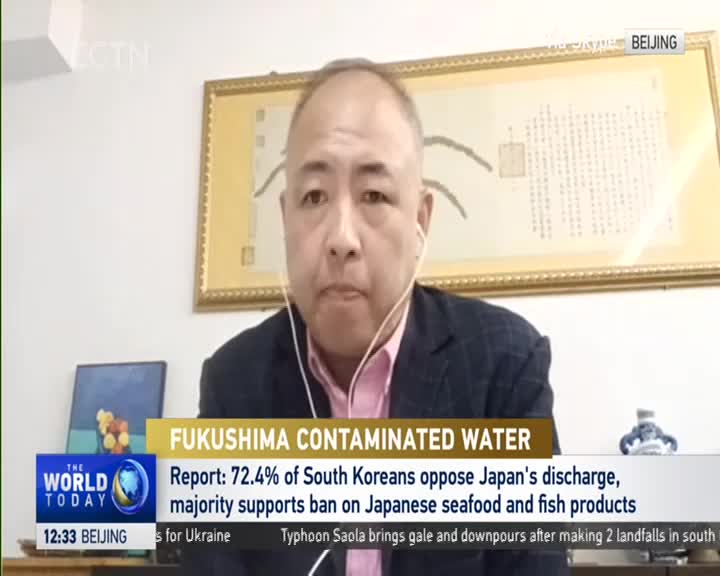 CCTN
via Skype
BEIJING
FUKUSHIMA CONTAMINATED WATER
THE
WORLD
TODAY
Report: 72.4% of South Koreans oppose Japan's discharge,
majority supports ban on Japanese seafood and fish products
12:33 BEIJING
s for Ukraine Typhoon Saola brings gale and downpours after making 2 landfalls in south